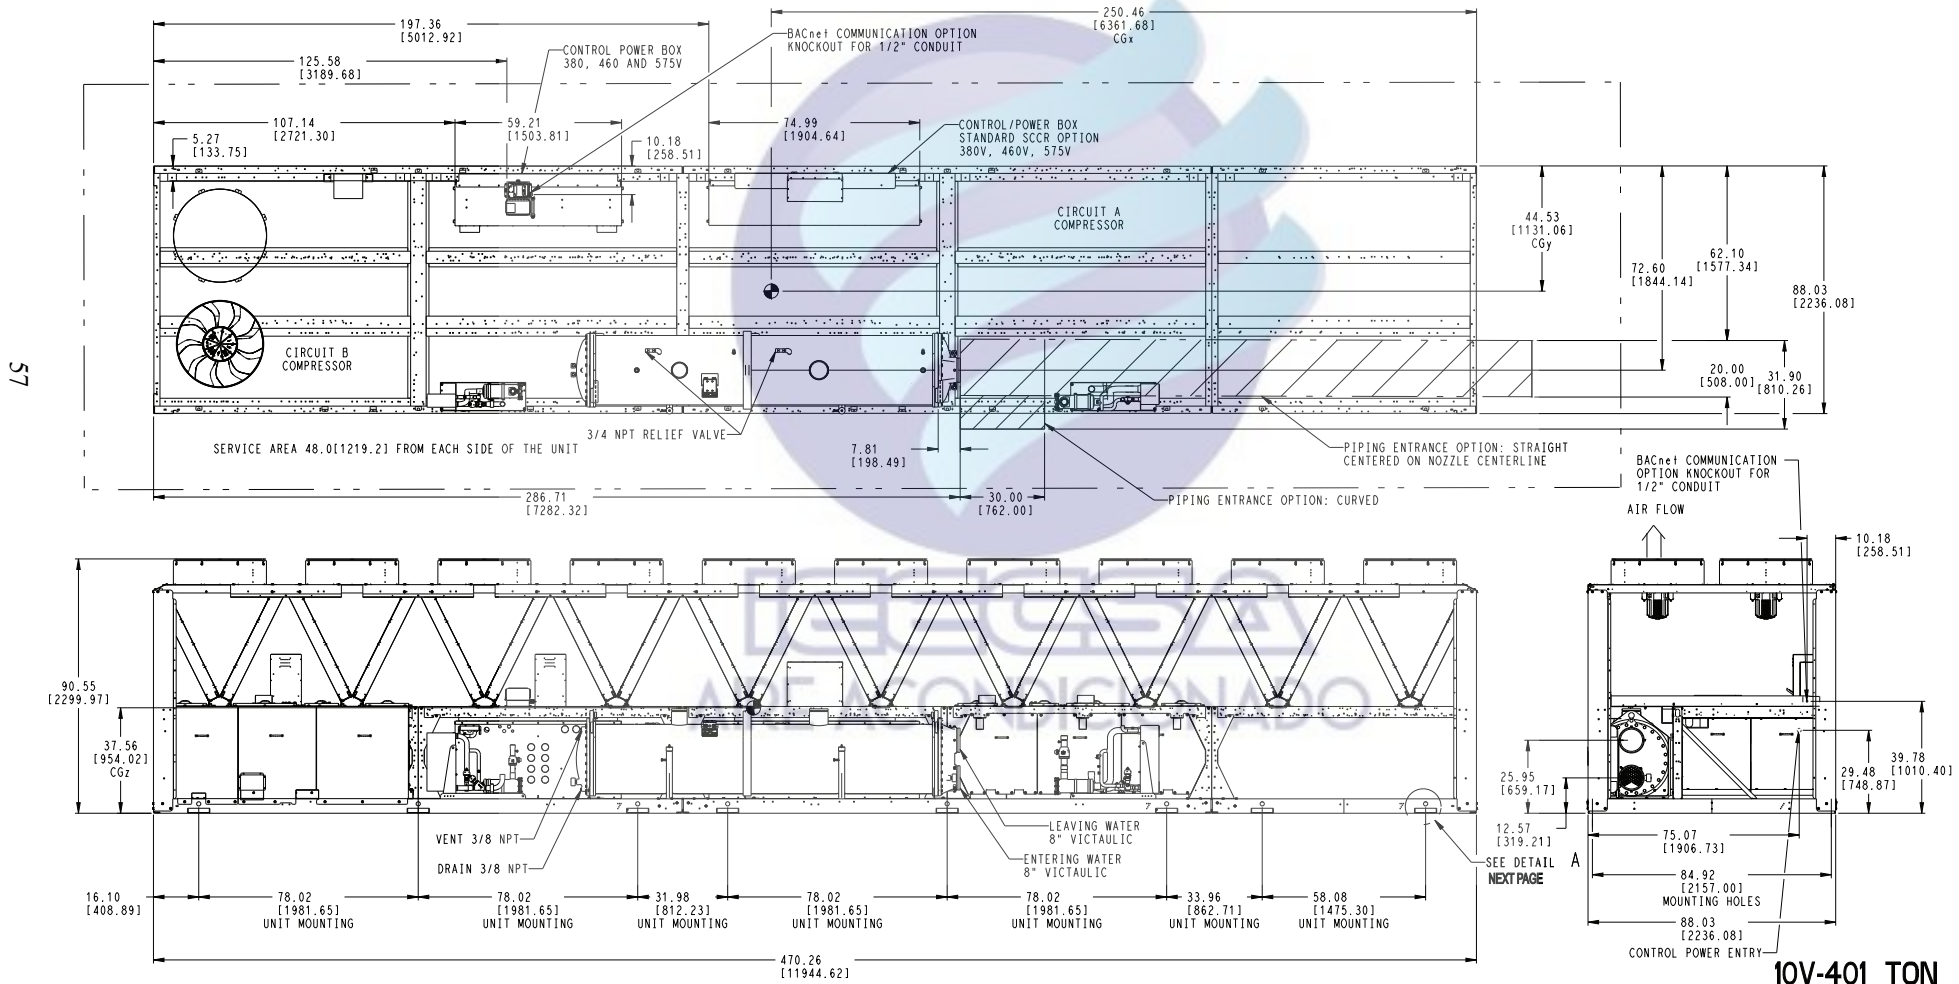 197.36
[5012.92]
250.46
[6361.68]
CGx
BACnet COMMUNICATION OPTION
KNOCKOUT FOR 1/2" CONDUIT
CONTROL POWER BOX
380, 460 AND 575V
125.58
[3189.68]
107.14
[2721.30]
59.21
[1503.81]
74.99
[1904.64]
CONTROL/POWER BOX
STANDARD SCCR OPTION
380V, 460V, 575V
5.27
[133.75]
10.18
[258.51]
CIRCUIT A
COMPRESSOR
44.53
[1131.06]
CGy
62.10
[1577.34]
72.60
[1844.14]
88.03
[2236.08]
CIRCUIT B
COMPRESSOR
20.00
[508.00]
31.90
[810.26]
57
3/4 NPT RELIEF VALVE
SERVICE AREA 48.0[1219.2] FROM EACH SIDE OF THE UNIT
7.81
[198.49]
PIPING ENTRANCE OPTION: STRAIGHT
CENTERED ON NOZZLE CENTERLINE
BACnet COMMUNICATION
OPTION KNOCKOUT FOR
1/2" CONDUIT
286.71
[7282.32]
30.00
[762.00]
PIPING ENTRANCE OPTION: CURVED
AIR FLOW
10.18
[258.51]
ICECSA
AIRE ACONDICIONADO
90.55
[2299.97]
37.56
[954.02]
CGz
25.95
[659.17]
12.57
[319.21]
29.48
[748.87]
39.78
[1010.40]
VENT 3/8 NPT
DRAIN 3/8 NPT
LEAVING WATER
8" VICTAULIC
ENTERING WATER
8" VICTAULIC
SEE DETAIL A
NEXT PAGE
75.07
[1906.73]
84.92
[2157.00]
MOUNTING HOLES
88.03
[2236.08]
CONTROL POWER ENTRY
16.10
[408.89]
78.02
[1981.65]
UNIT MOUNTING
78.02
[1981.65]
UNIT MOUNTING
31.98
[812.23]
UNIT MOUNTING
78.02
[1981.65]
UNIT MOUNTING
78.02
[1981.65]
UNIT MOUNTING
33.96
[862.71]
UNIT MOUNTING
58.08
[1475.30]
UNIT MOUNTING
470.26
[11944.62]
10V-401 TON